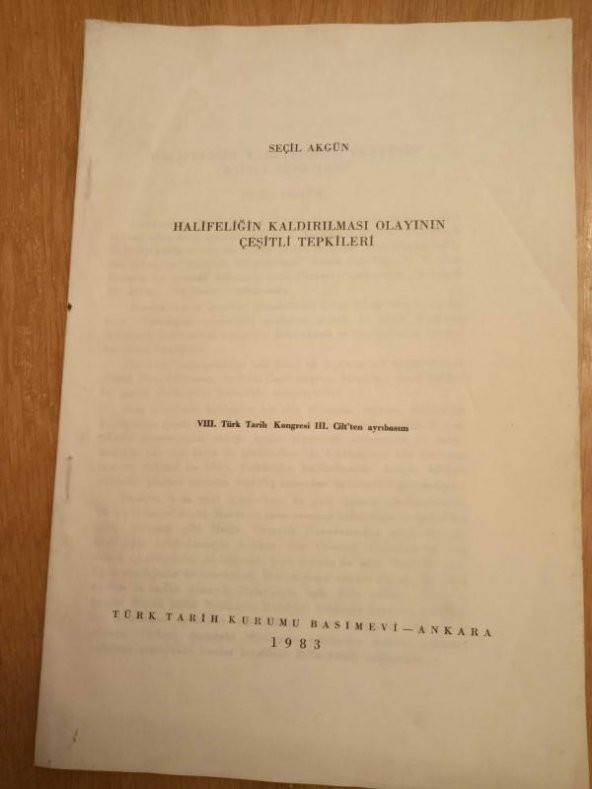 SEÇİL AKGÜN
HALİFELİĞİN KALDIRILMASI OLAYININ
ÇEŞİTLİ TEPKİLERİ
VIII. Türk Tarih Kongresi III. Cilt'ten ayrıbasım
TÜRK TARİH KURUMU BASIMEVİ—ANKARA
1983